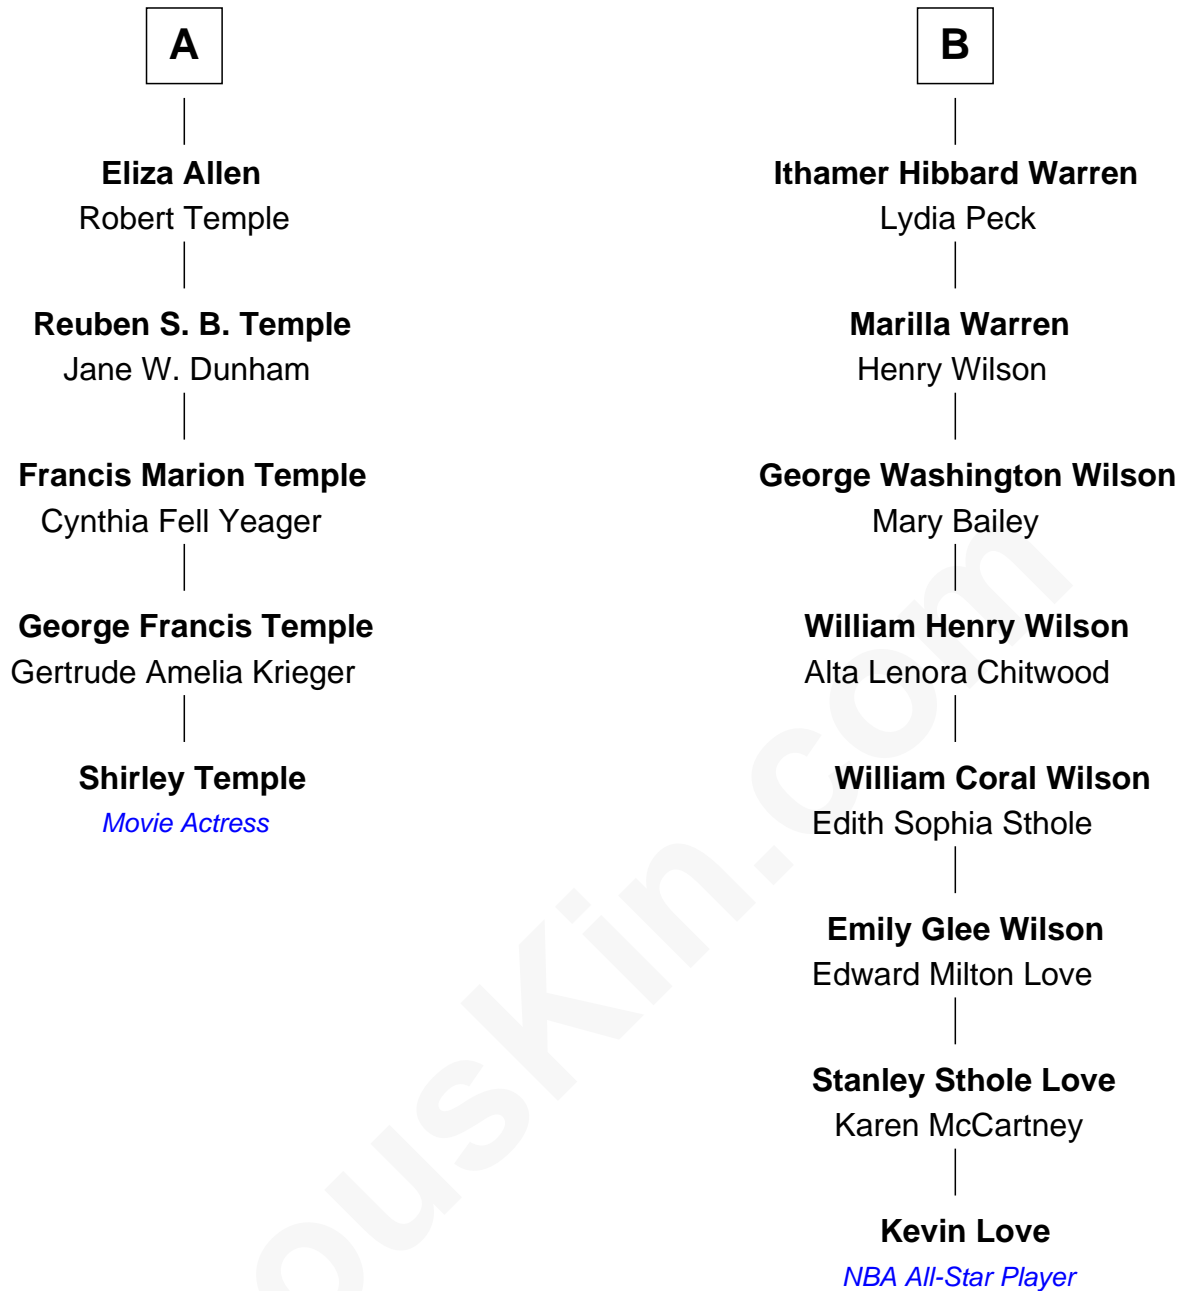 A
Eliza Allen
Robert Temple
Reuben S. B. Temple
Jane W. Dunham
Francis Marion Temple
Cynthia Fell Yeager
George Francis Temple
Gertrude Amelia Krieger
Shirley Temple
Movie Actress
B
Ithamer Hibbard Warren
Lydia Peck
Marilla Warren
Henry Wilson
George Washington Wilson
Mary Bailey
William Henry Wilson
Alta Lenora Chitwood
William Coral Wilson
Edith Sophia Sthole
Emily Glee Wilson
Edward Milton Love
Stanley Sthole Love
Karen McCartney
Kevin Love
NBA All-Star Player
ousKin.com